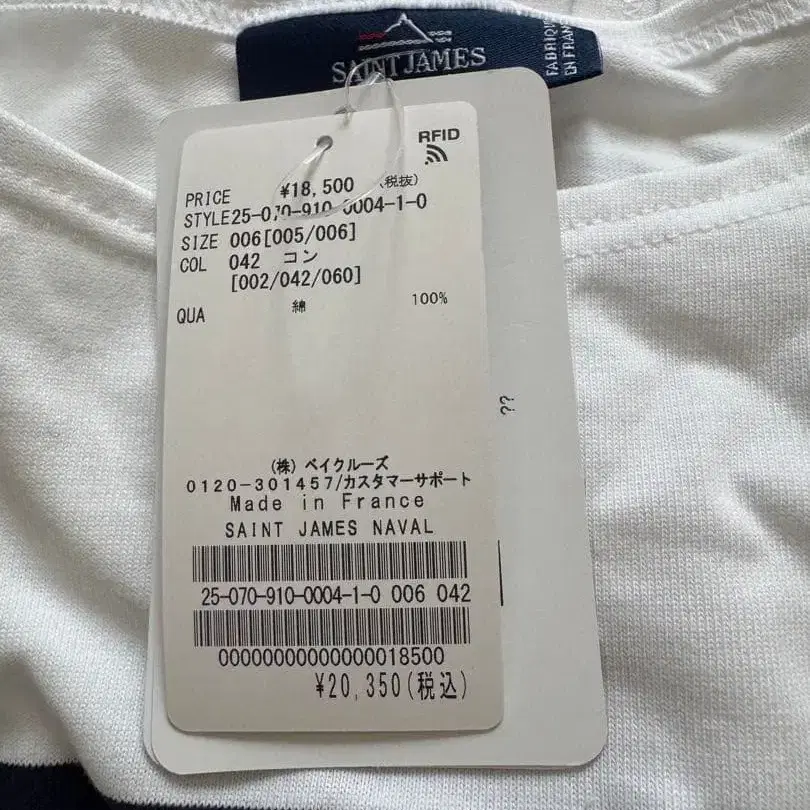 SAINT JAMES
FABRIQUÉ
EN FRANCE
RFID
PRICE ¥18,500 (税抜)
STYLE 25-070-910-0004-1-0
SIZE 006[005/006]
COL 042 コン
[002/042/060]
QUA 綿 100%
??
(株) ベイクルーズ
0120-301457/カスタマーサポート
Made in France
SAINT JAMES NAVAL
25-070-910-0004-1-0 006 042
00000000000000018500
¥20,350(税込)